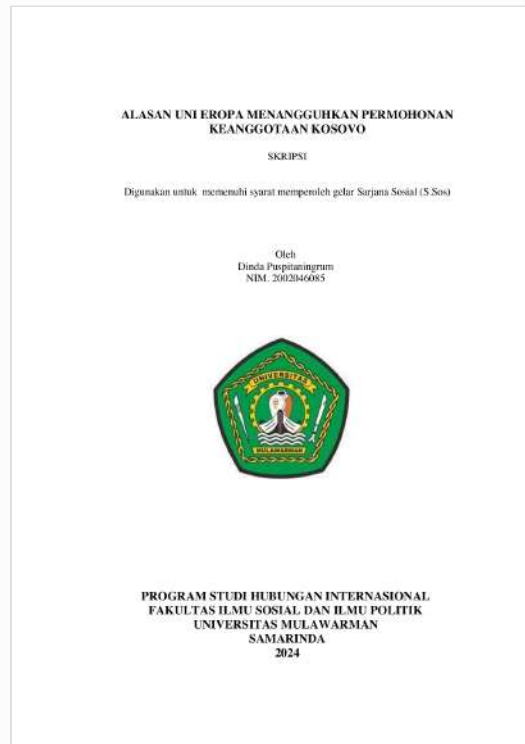 ALASAN UNI EROPA MENANGGUHKAN PERMOHONAN
KEANGGOTAAN KOSOVO
SKRIPSI
Digunakan untuk memenuhi syarat memperoleh gelar Sarjana Sosial (S.Sos)
Oleh
Dinda Puspitaningrum
NIM. 2002046085
UNIVERSITAS
MULAWARMAN
PROGRAM STUDI HUBUNGAN INTERNASIONAL
FAKULTAS ILMU SOSIAL DAN ILMU POLITIK
UNIVERSITAS MULAWARMAN
SAMARINDA
2024